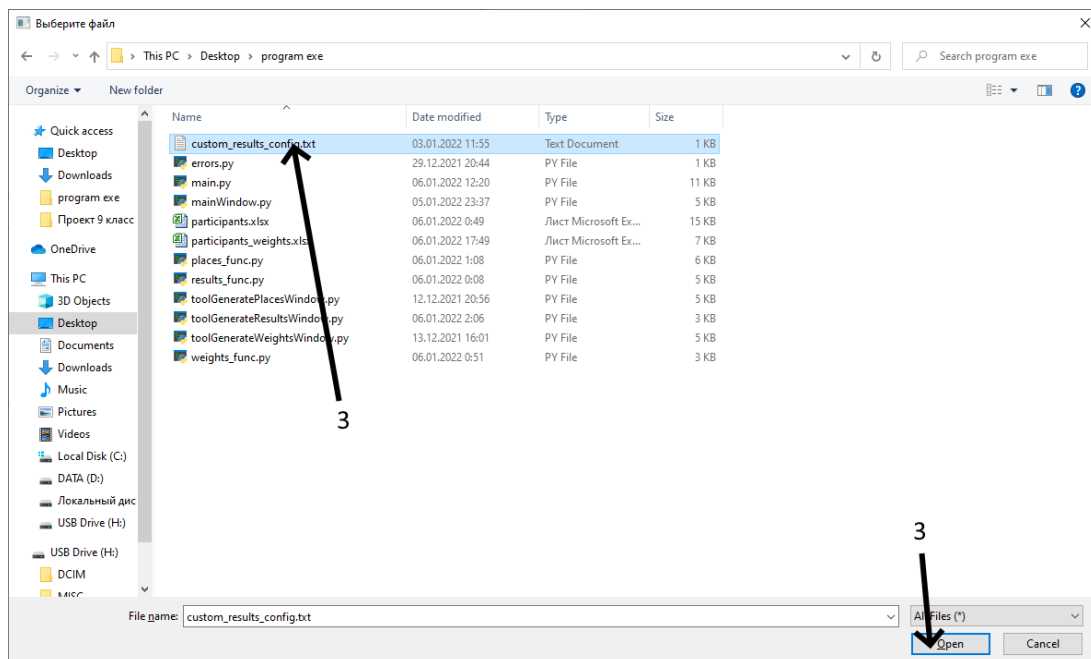 Выберите файл
This PC > Desktop > program exe
Search program exe
Organize
New folder
Name Date modified Type Size
Quick access
Desktop
Downloads
program exe
Проект 9 класс
OneDrive
This PC
3D Objects
Desktop
Documents
Downloads
Music
Pictures
Videos
Local Disk (C:)
DATA (D:)
Локальный дис
USB Drive (H:)
USB Drive (H:)
DCIM
MISC
custom_results_config.txt 03.01.2022 11:55 Text Document 1 KB
errors.py 29.12.2021 20:44 PY File 1 KB
main.py 06.01.2022 12:20 PY File 11 KB
mainWindow.py 05.01.2022 23:37 PY File 5 KB
participants.xlsx 06.01.2022 0:49 Лист Microsoft Ex... 15 KB
participants_weights.xlsx 06.01.2022 17:49 Лист Microsoft Ex... 7 KB
places_func.py 06.01.2022 1:08 PY File 6 KB
results_func.py 06.01.2022 0:08 PY File 5 KB
toolGeneratePlacesWindow.py 12.12.2021 20:56 PY File 5 KB
toolGenerateResultsWindow.py 06.01.2022 2:06 PY File 3 KB
toolGenerateWeightsWindow.py 13.12.2021 16:01 PY File 5 KB
weights_func.py 06.01.2022 0:51 PY File 3 KB
3
3
File name: custom_results_config.txt
All Files (*)
Open
Cancel